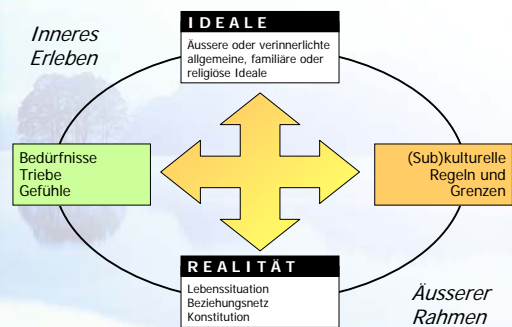 Inneres
Erleben
I D E A L E
Äussere oder verinnerlichte
allgemeine, familiäre oder
religiöse Ideale
Bedürfnisse
Triebe
Gefühle
(Sub)kulturelle
Regeln und
Grenzen
R E A L I T Ä T
Lebenssituation
Beziehungsnetz
Konstitution
Äusserer
Rahmen